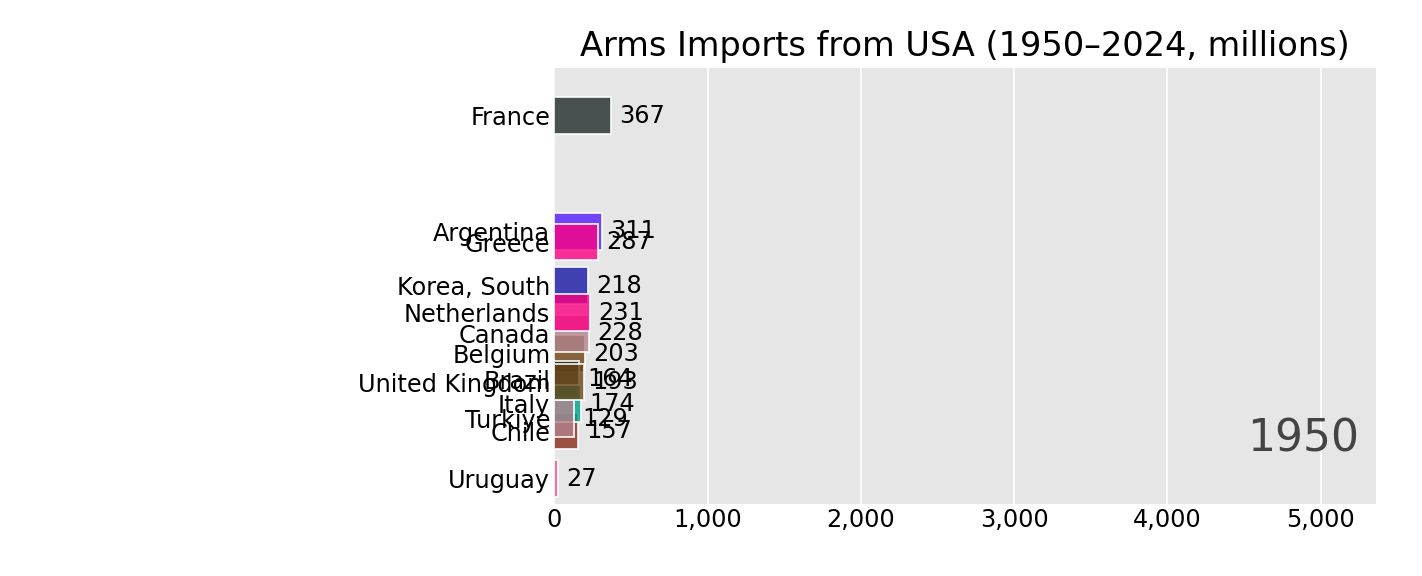 Arms Imports from USA (1950–2024, millions)
France 367
Argentina 311
Greece 287
Korea, South 218
Netherlands 231
Canada 228
Belgium 203
Brazil 164
United Kingdom 193
Italy 174
Turkiye 129
Chile 157
Uruguay 27
1950
0 1,000 2,000 3,000 4,000 5,000